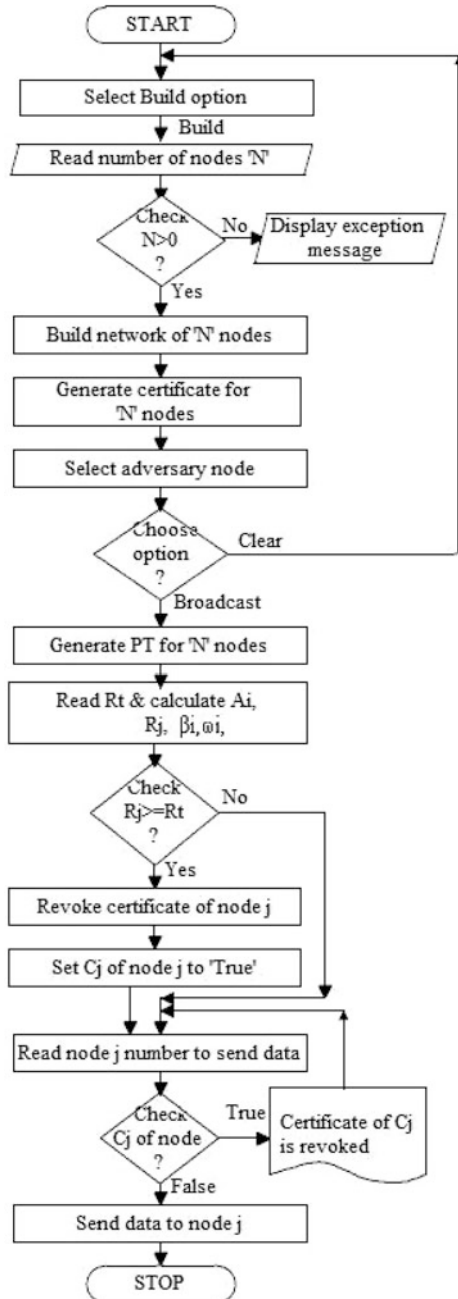 START
Select Build option
Build
Read number of nodes 'N'
Check
N>0
?
No
Display exception
message
Yes
Build network of 'N' nodes
Generate certificate for
'N' nodes
Select adversary node
Choose
option
?
Clear
Broadcast
Generate PT for 'N' nodes
Read Rt & calculate Ai,
Rj, βi, ωi,
Check
Rj>=Rt
?
No
Yes
Revoke certificate of node j
Set Cj of node j to 'True'
Read node j number to send data
Check
Cj of node
?
True
Certificate of Cj
is revoked
False
Send data to node j
STOP